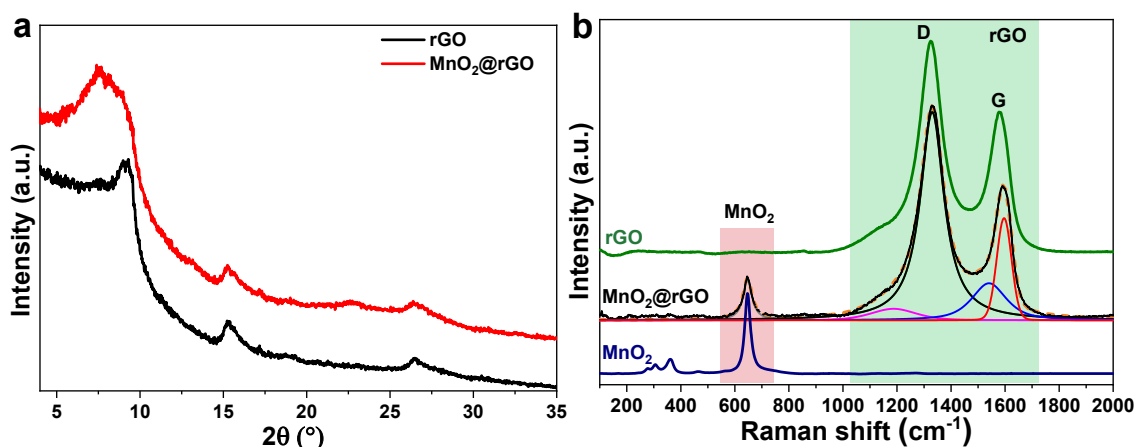 a
rGO
MnO₂@rGO
Intensity (a.u.)
5 10 15 20 25 30 35
2θ (°)
b
D
rGO
G
MnO₂
rGO
MnO₂@rGO
MnO₂
Intensity (a.u.)
200 400 600 800 1000 1200 1400 1600 1800 2000
Raman shift (cm⁻¹)